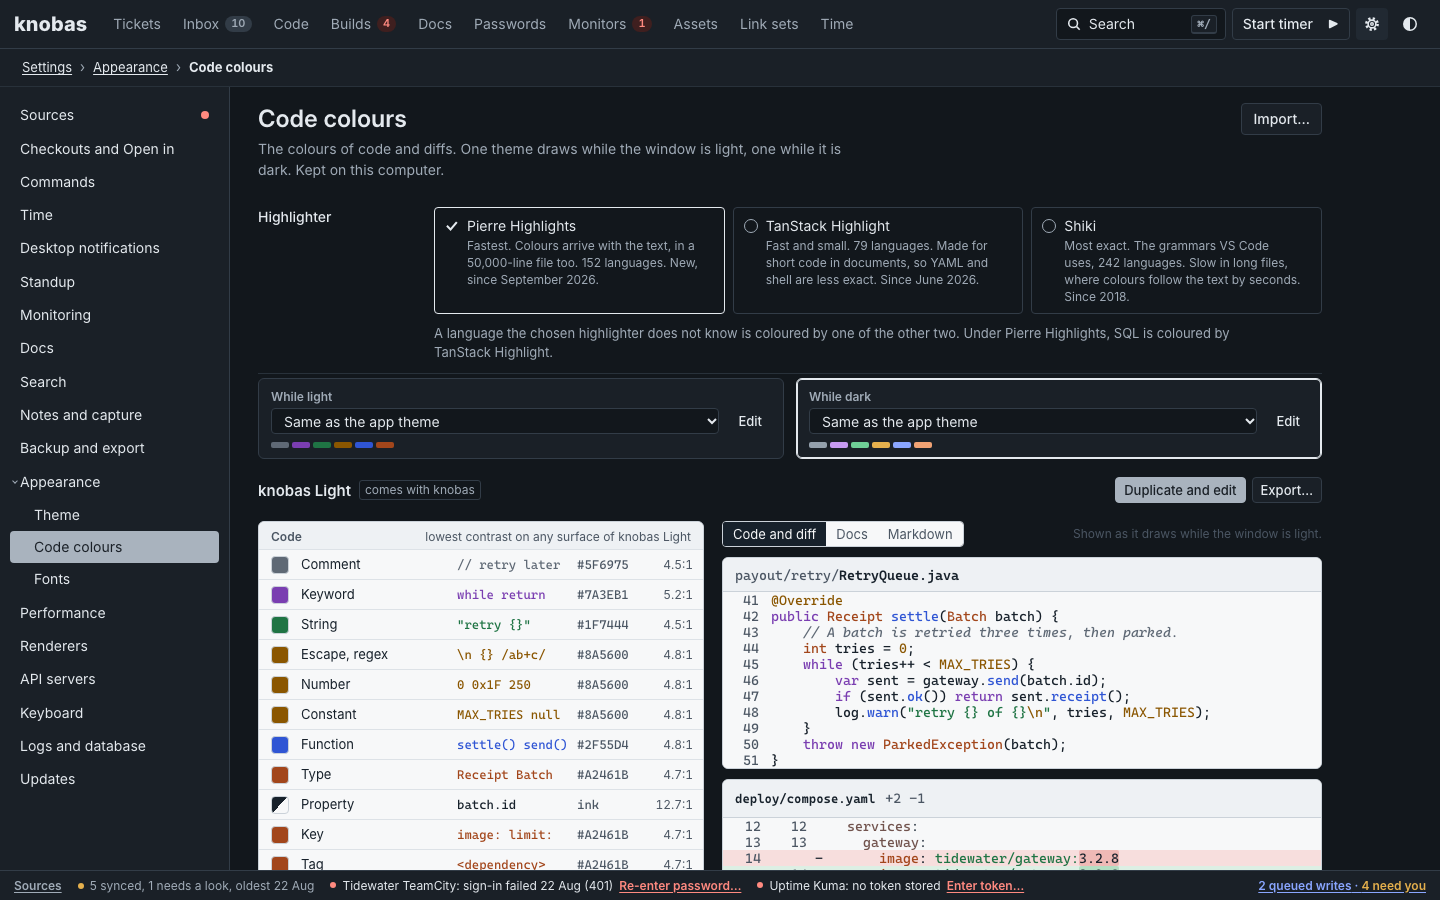 knobas Tickets Inbox 10 Code Builds 4 Docs Passwords Monitors 1 Assets Link sets Time Search ⌘/ Start timer
Settings › Appearance › Code colours
Sources
Checkouts and Open in
Commands
Time
Desktop notifications
Standup
Monitoring
Docs
Search
Notes and capture
Backup and export
Appearance
Theme
Code colours
Fonts
Performance
Renderers
API servers
Keyboard
Logs and database
Updates
Code colours
Import...
The colours of code and diffs. One theme draws while the window is light, one while it is
dark. Kept on this computer.
Highlighter
Pierre Highlights
Fastest. Colours arrive with the text, in a
50,000-line file too. 152 languages. New,
since September 2026.
TanStack Highlight
Fast and small. 79 languages. Made for
short code in documents, so YAML and
shell are less exact. Since June 2026.
Shiki
Most exact. The grammars VS Code
uses, 242 languages. Slow in long files,
where colours follow the text by seconds.
Since 2018.
A language the chosen highlighter does not know is coloured by one of the other two. Under Pierre Highlights, SQL is coloured by
TanStack Highlight.
While light
Same as the app theme Edit
While dark
Same as the app theme Edit
knobas Light comes with knobas Duplicate and edit Export...
Code lowest contrast on any surface of knobas Light
Comment // retry later #5F6975 4.5:1
Keyword while return #7A3EB1 5.2:1
String "retry {}" #1F7444 4.5:1
Escape, regex \n {} /ab+c/ #8A5600 4.8:1
Number 0 0x1F 250 #8A5600 4.8:1
Constant MAX_TRIES null #8A5600 4.8:1
Function settle() send() #2F55D4 4.8:1
Type Receipt Batch #A2461B 4.7:1
Property batch.id ink 12.7:1
Key image: limit: #A2461B 4.7:1
Tag <dependency> #A2461B 4.7:1
Code and diff Docs Markdown Shown as it draws while the window is light.
payout/retry/RetryQueue.java
41 @Override
42 public Receipt settle(Batch batch) {
43 // A batch is retried three times, then parked.
44 int tries = 0;
45 while (tries++ < MAX_TRIES) {
46 var sent = gateway.send(batch.id);
47 if (sent.ok()) return sent.receipt();
48 log.warn("retry {} of {}\n", tries, MAX_TRIES);
49 }
50 throw new ParkedException(batch);
51 }
deploy/compose.yaml +2 −1
12 12 services:
13 13 gateway:
14 − image: tidewater/gateway:3.2.8
Sources 5 synced, 1 needs a look, oldest 22 Aug Tidewater TeamCity: sign-in failed 22 Aug (401) Re-enter password... Uptime Kuma: no token stored Enter token... 2 queued writes · 4 need you